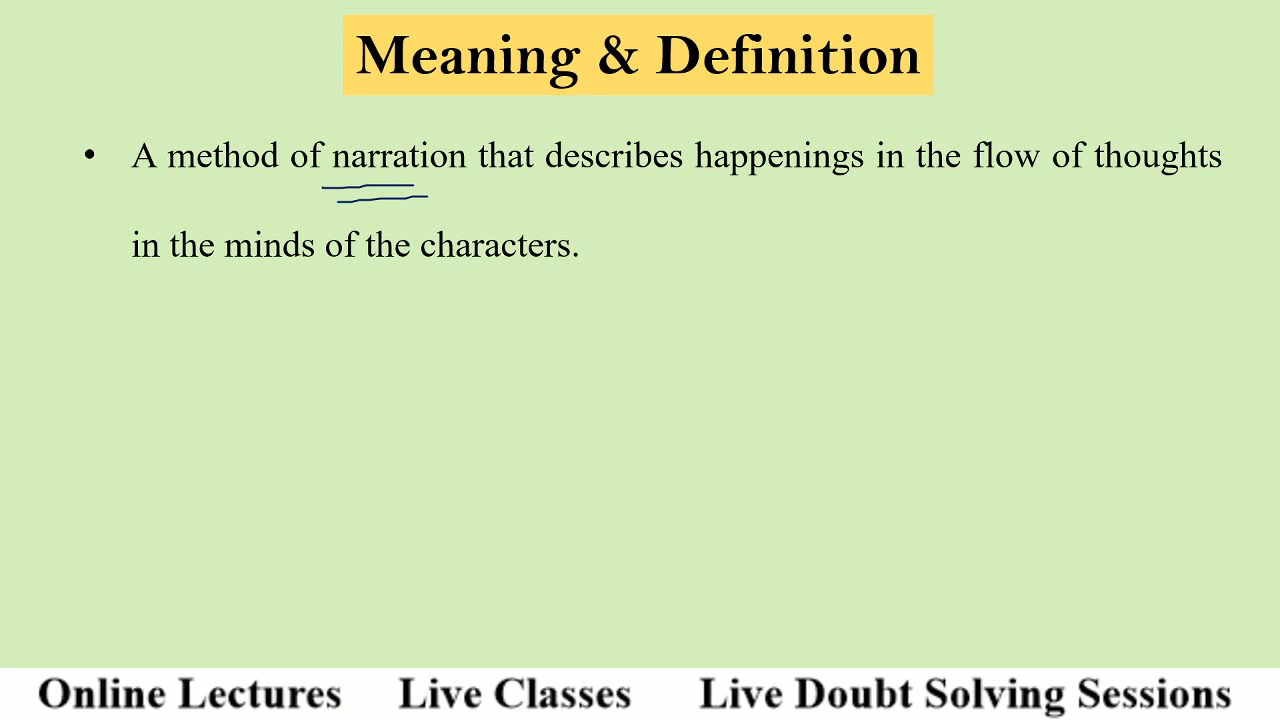 Meaning & Definition
• A method of narration that describes happenings in the flow of thoughts
in the minds of the characters.
Online Lectures Live Classes Live Doubt Solving Sessions